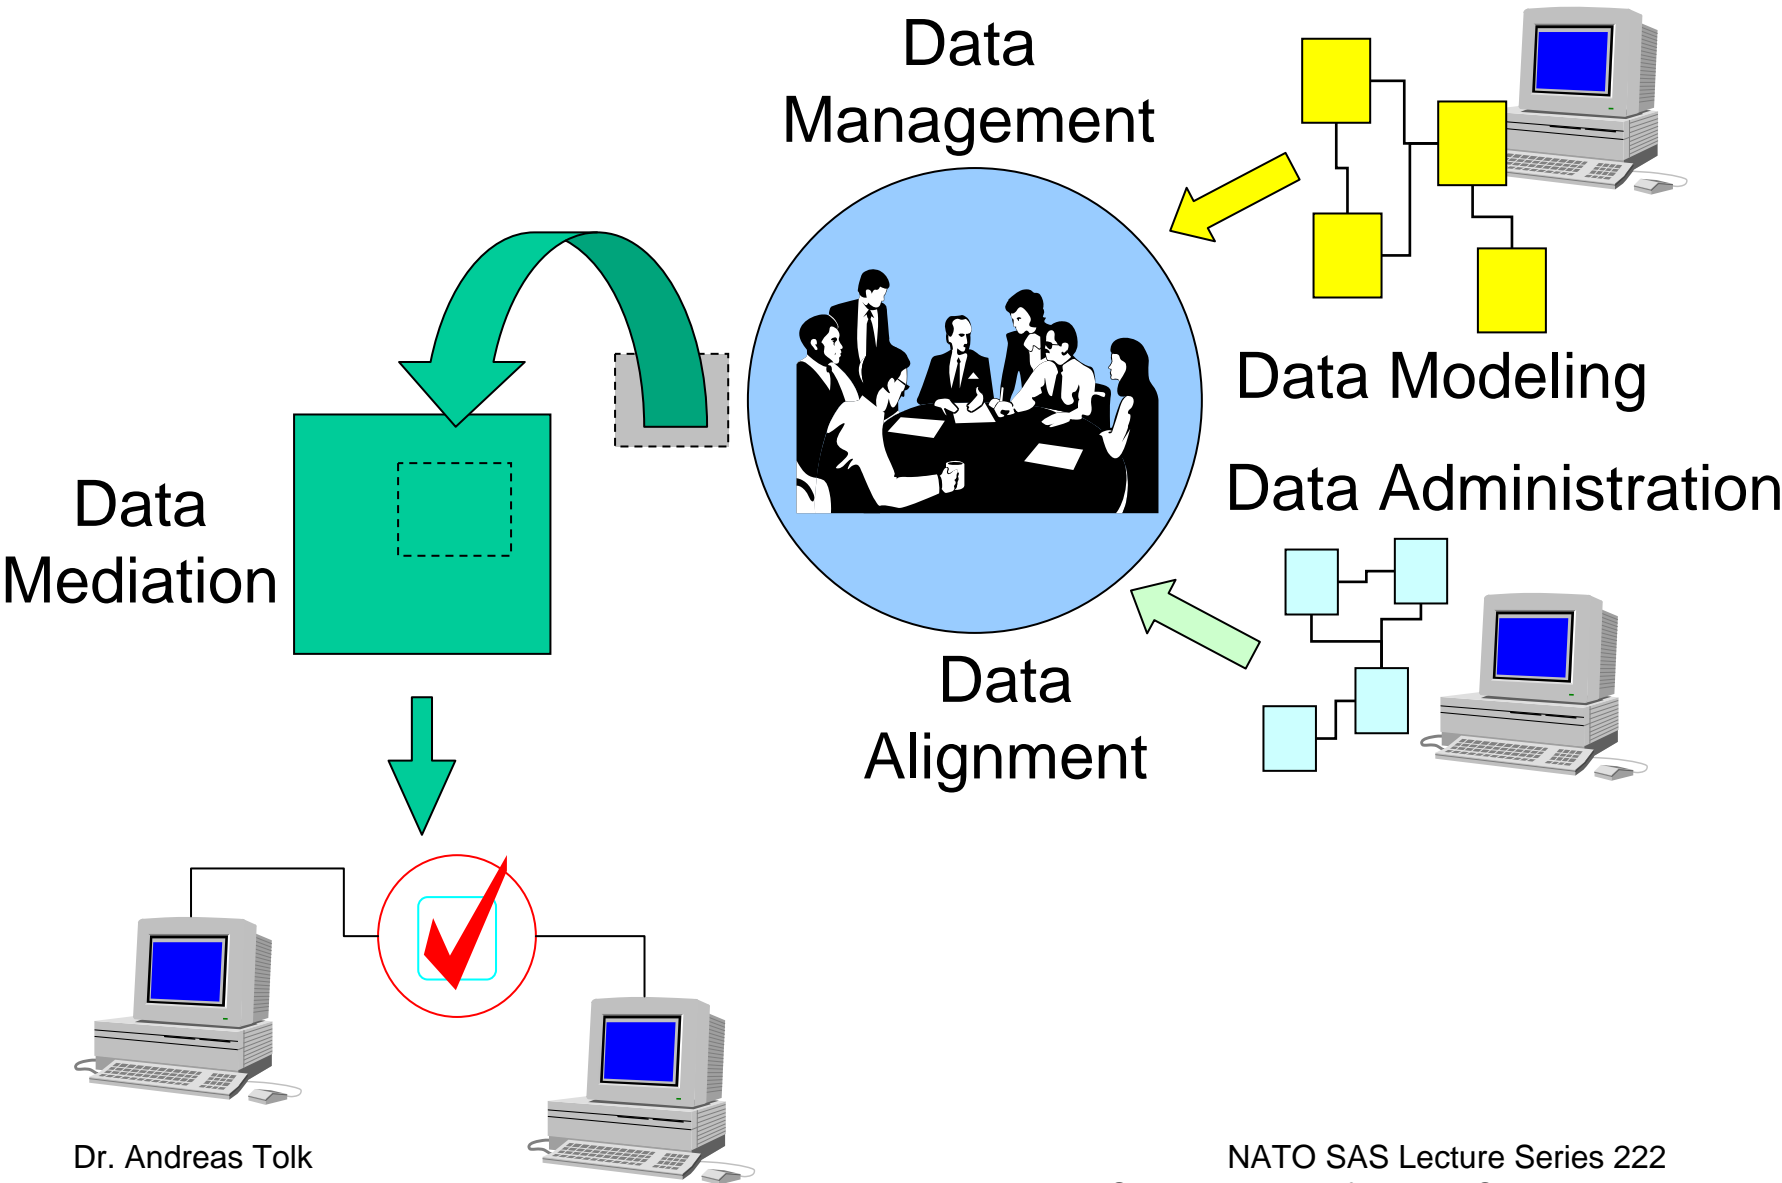 Data
Management
Data Modeling
Data Administration
Data
Mediation
Data
Alignment
Dr. Andreas Tolk
NATO SAS Lecture Series 222